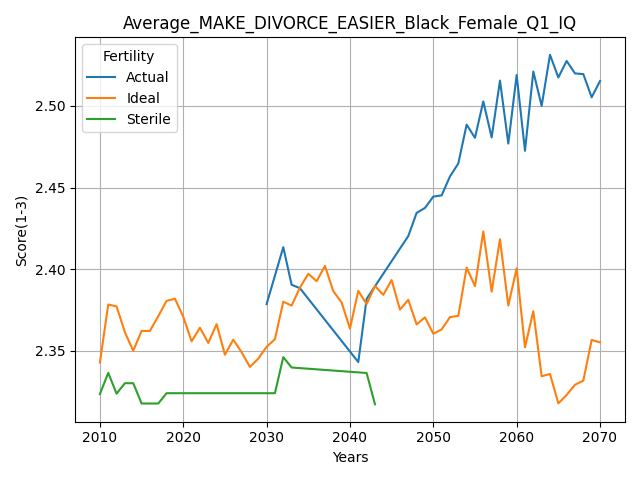 Average_MAKE_DIVORCE_EASIER_Black_Female_Q1_IQ
Fertility
Actual
Ideal
Sterile
Score(1-3)
2.50
2.45
2.40
2.35
2010 2020 2030 2040 2050 2060 2070
Years